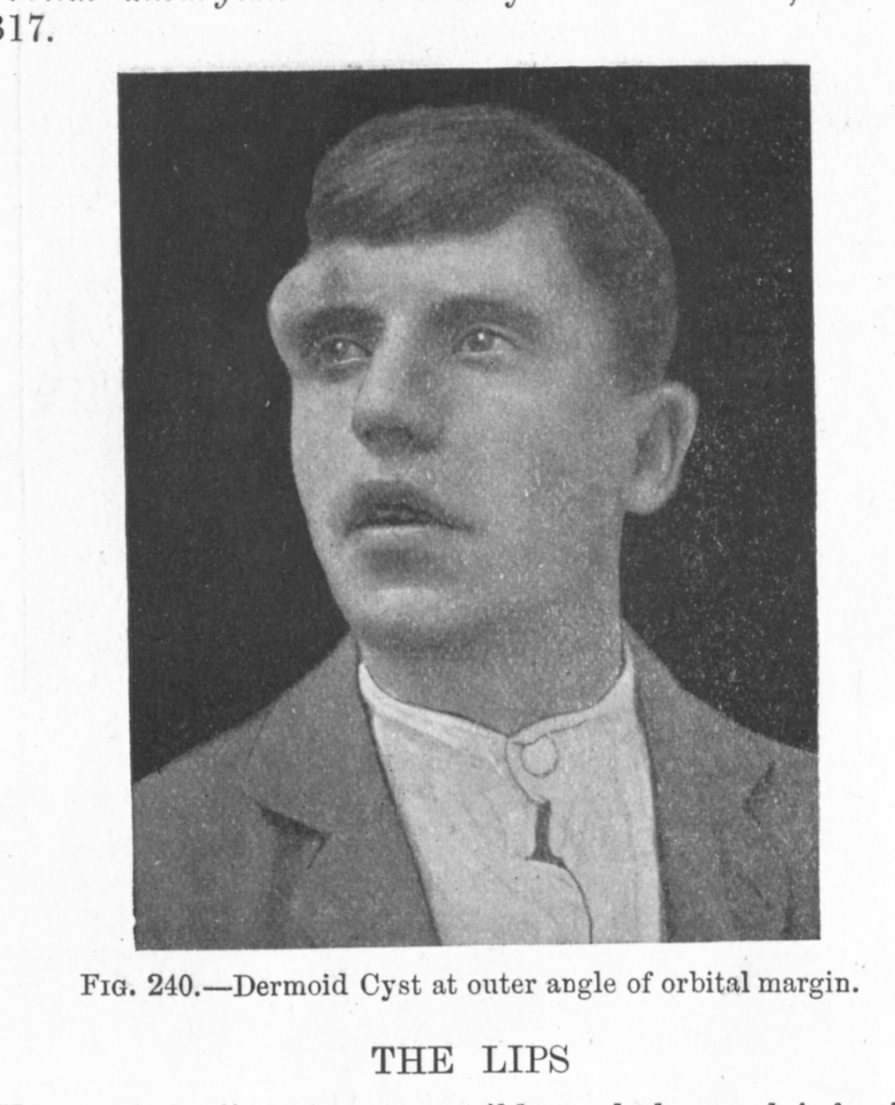 317.
FIG. 240.—Dermoid Cyst at outer angle of orbital margin.
THE LIPS